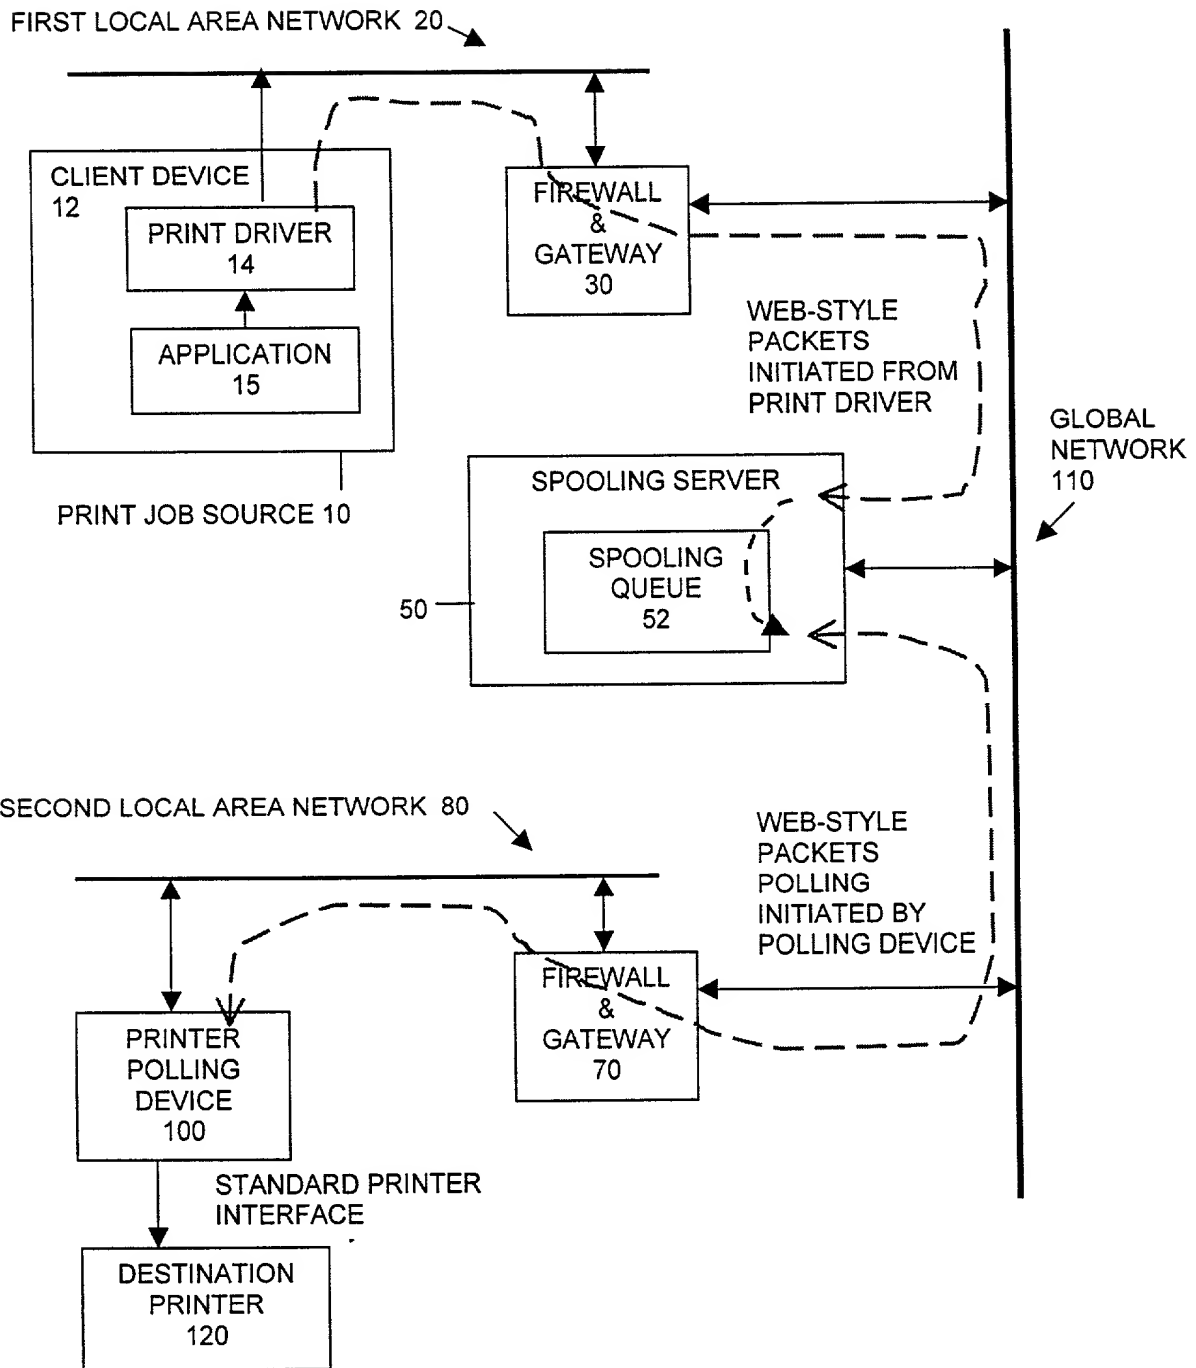 FIRST LOCAL AREA NETWORK 20
CLIENT DEVICE
12
PRINT DRIVER
14
APPLICATION
15
PRINT JOB SOURCE 10
FIREWALL
&
GATEWAY
30
WEB-STYLE
PACKETS
INITIATED FROM
PRINT DRIVER
GLOBAL
NETWORK
110
SPOOLING SERVER
SPOOLING
QUEUE
52
50
SECOND LOCAL AREA NETWORK 80
WEB-STYLE
PACKETS
POLLING
INITIATED BY
POLLING DEVICE
FIREWALL
&
GATEWAY
70
PRINTER
POLLING
DEVICE
100
STANDARD PRINTER
INTERFACE
DESTINATION
PRINTER
120